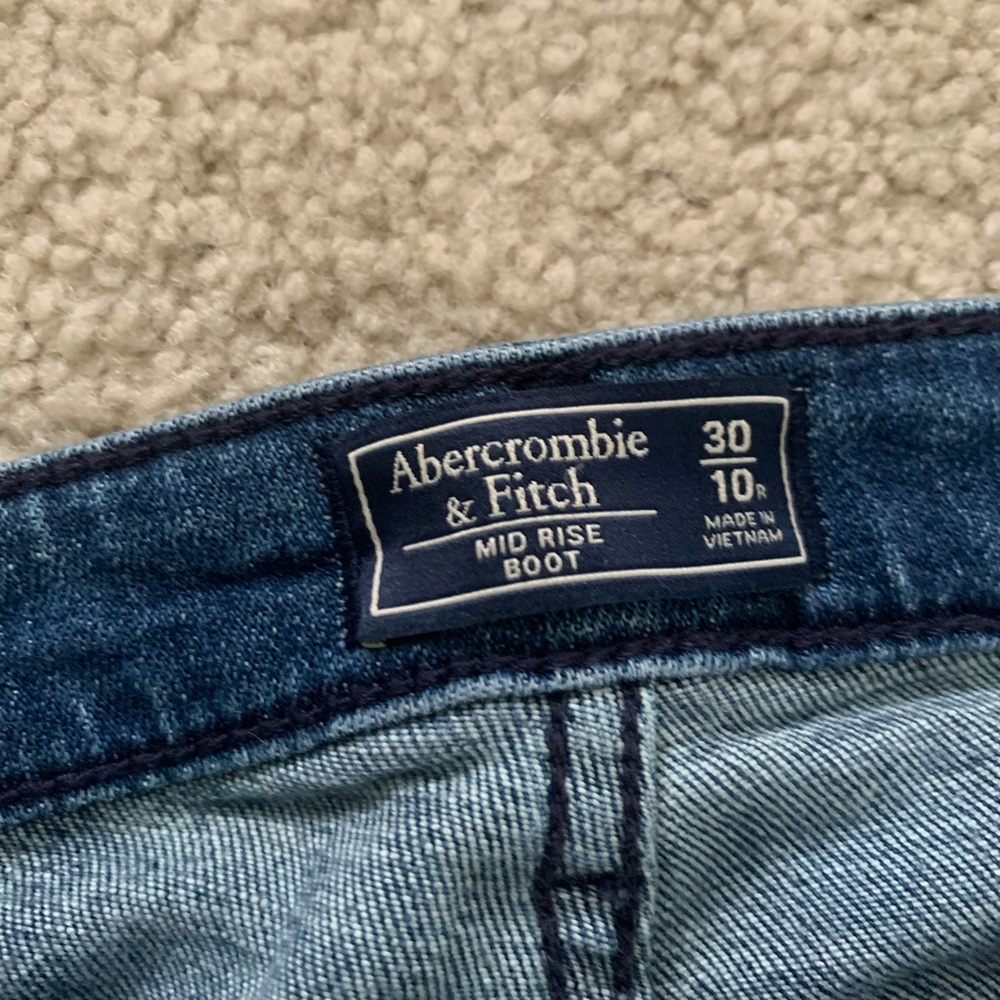 Abercrombie
& Fitch
MID RISE
BOOT
30
10R
MADE IN
VIETNAM